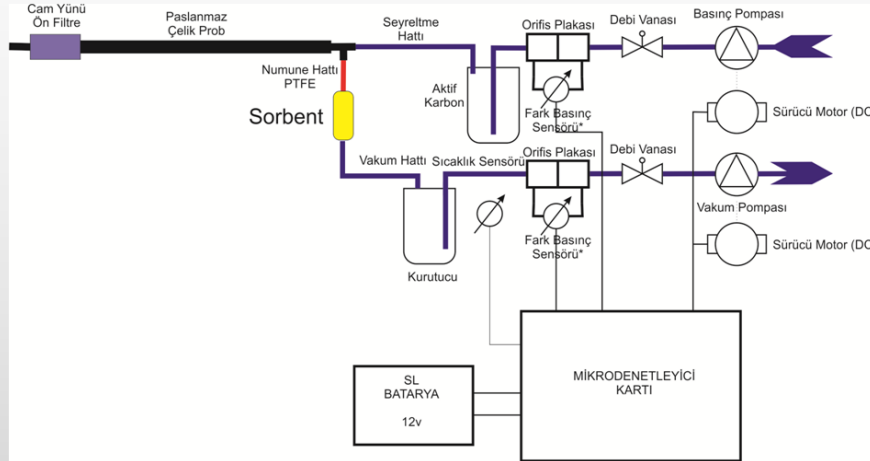 Cam Yünü
Ön Filtre
Paslanmaz
Çelik Prob
Seyreltme
Hattı
Orifis Plakası
Debi Vanası
Basınç Pompası
Numune Hattı
PTFE
Aktif
Karbon
Sorbent
Fark Basınç
Sensörü*
Sürücü Motor (DC
Vakum Hattı
Sıcaklık Sensörü
Orifis Plakası
Debi Vanası
Vakum Pompası
Fark Basınç
Sensörü*
Sürücü Motor (DC
Kurutucu
SL
BATARYA
12v
MİKRODENETLEYİCİ
KARTI